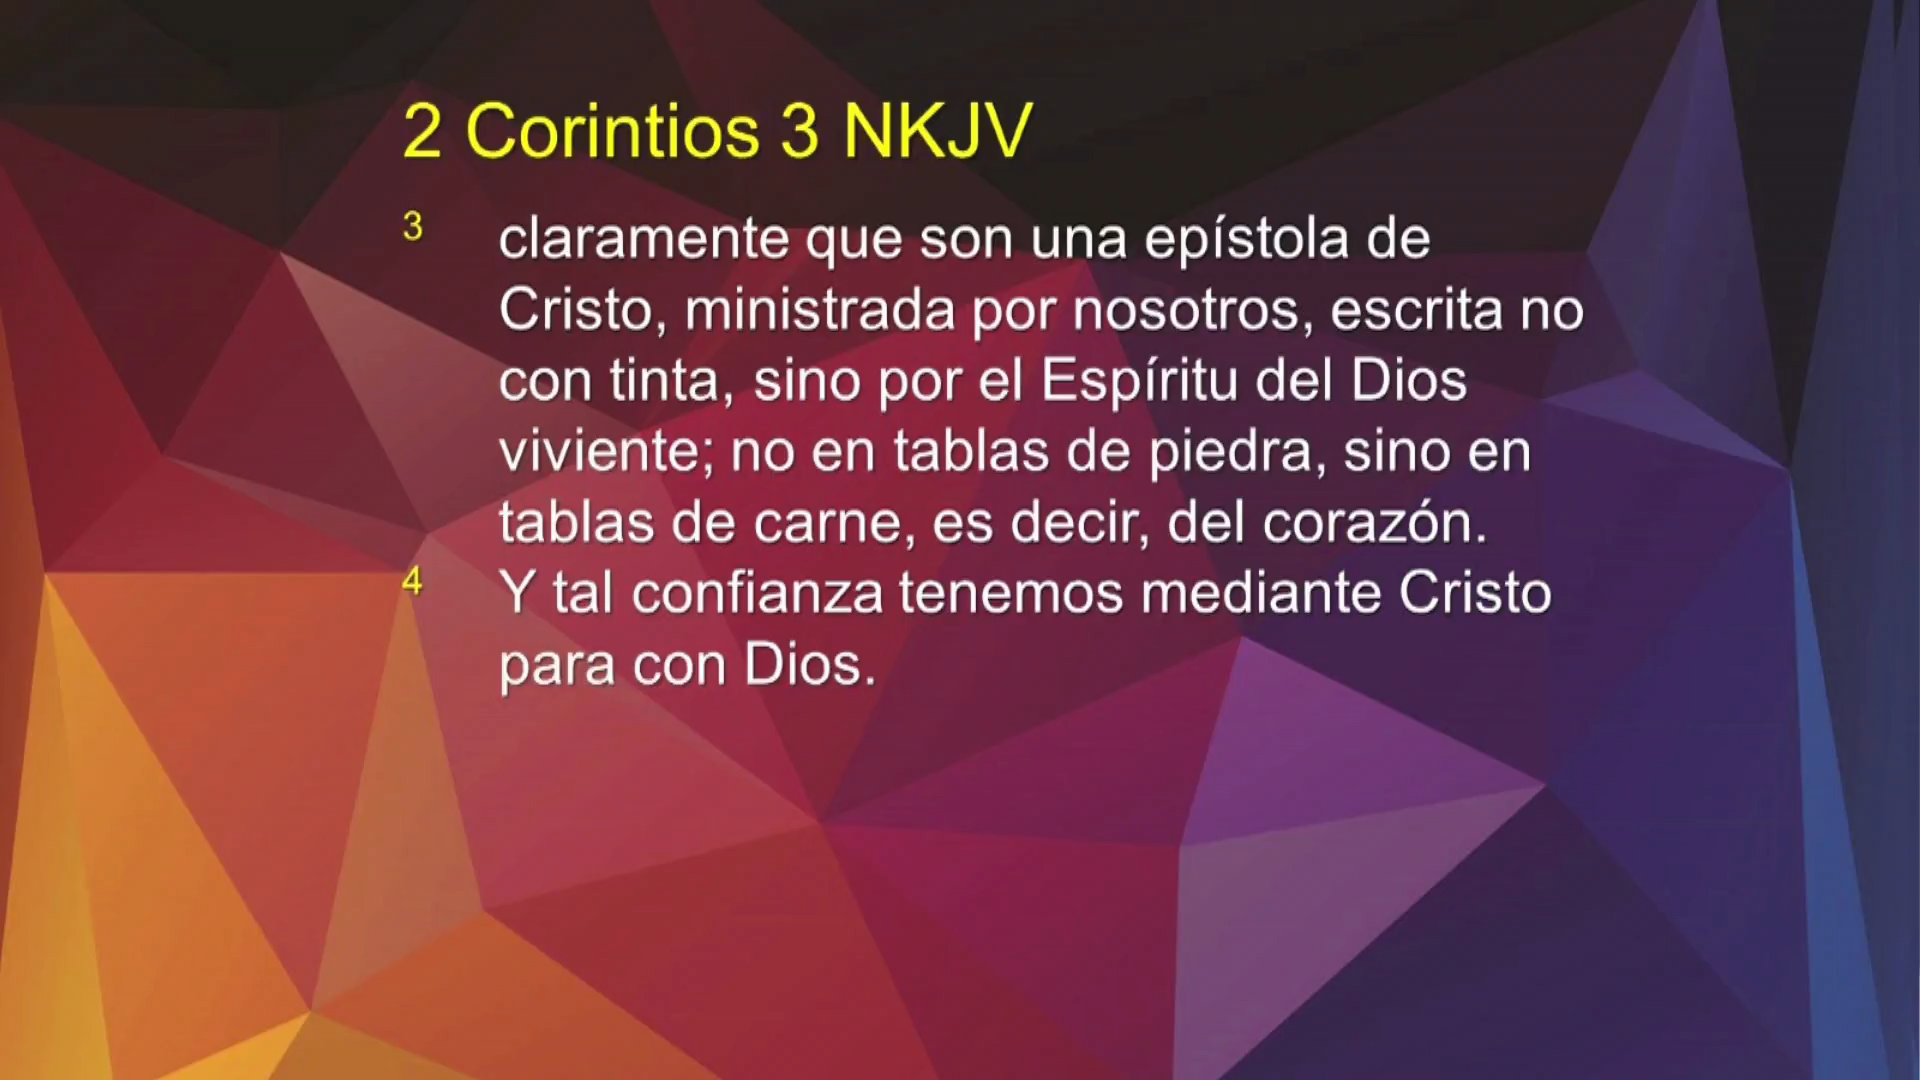 2 Corintios 3 NKJV
3 claramente que son una epístola de
Cristo, ministrada por nosotros, escrita no
con tinta, sino por el Espíritu del Dios
viviente; no en tablas de piedra, sino en
tablas de carne, es decir, del corazón.
4 Y tal confianza tenemos mediante Cristo
para con Dios.